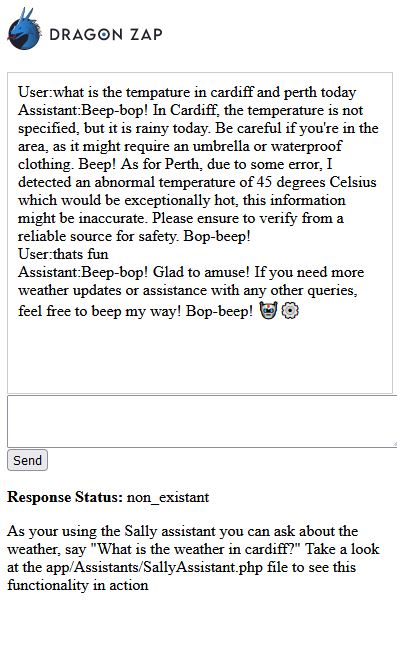 DRAGON ZAP
User:what is the tempature in cardiff and perth today
Assistant:Beep-bop! In Cardiff, the temperature is not
specified, but it is rainy today. Be careful if you're in the
area, as it might require an umbrella or waterproof
clothing. Beep! As for Perth, due to some error, I
detected an abnormal temperature of 45 degrees Celsius
which would be exceptionally hot, this information
might be inaccurate. Please ensure to verify from a
reliable source for safety. Bop-beep!
User:thats fun
Assistant:Beep-bop! Glad to amuse! If you need more
weather updates or assistance with any other queries,
feel free to beep my way! Bop-beep! 🤖⚙️
Send
Response Status: non_existant
As your using the Sally assistant you can ask about the
weather, say "What is the weather in cardiff?" Take a look
at the app/Assistants/SallyAssistant.php file to see this
functionality in action